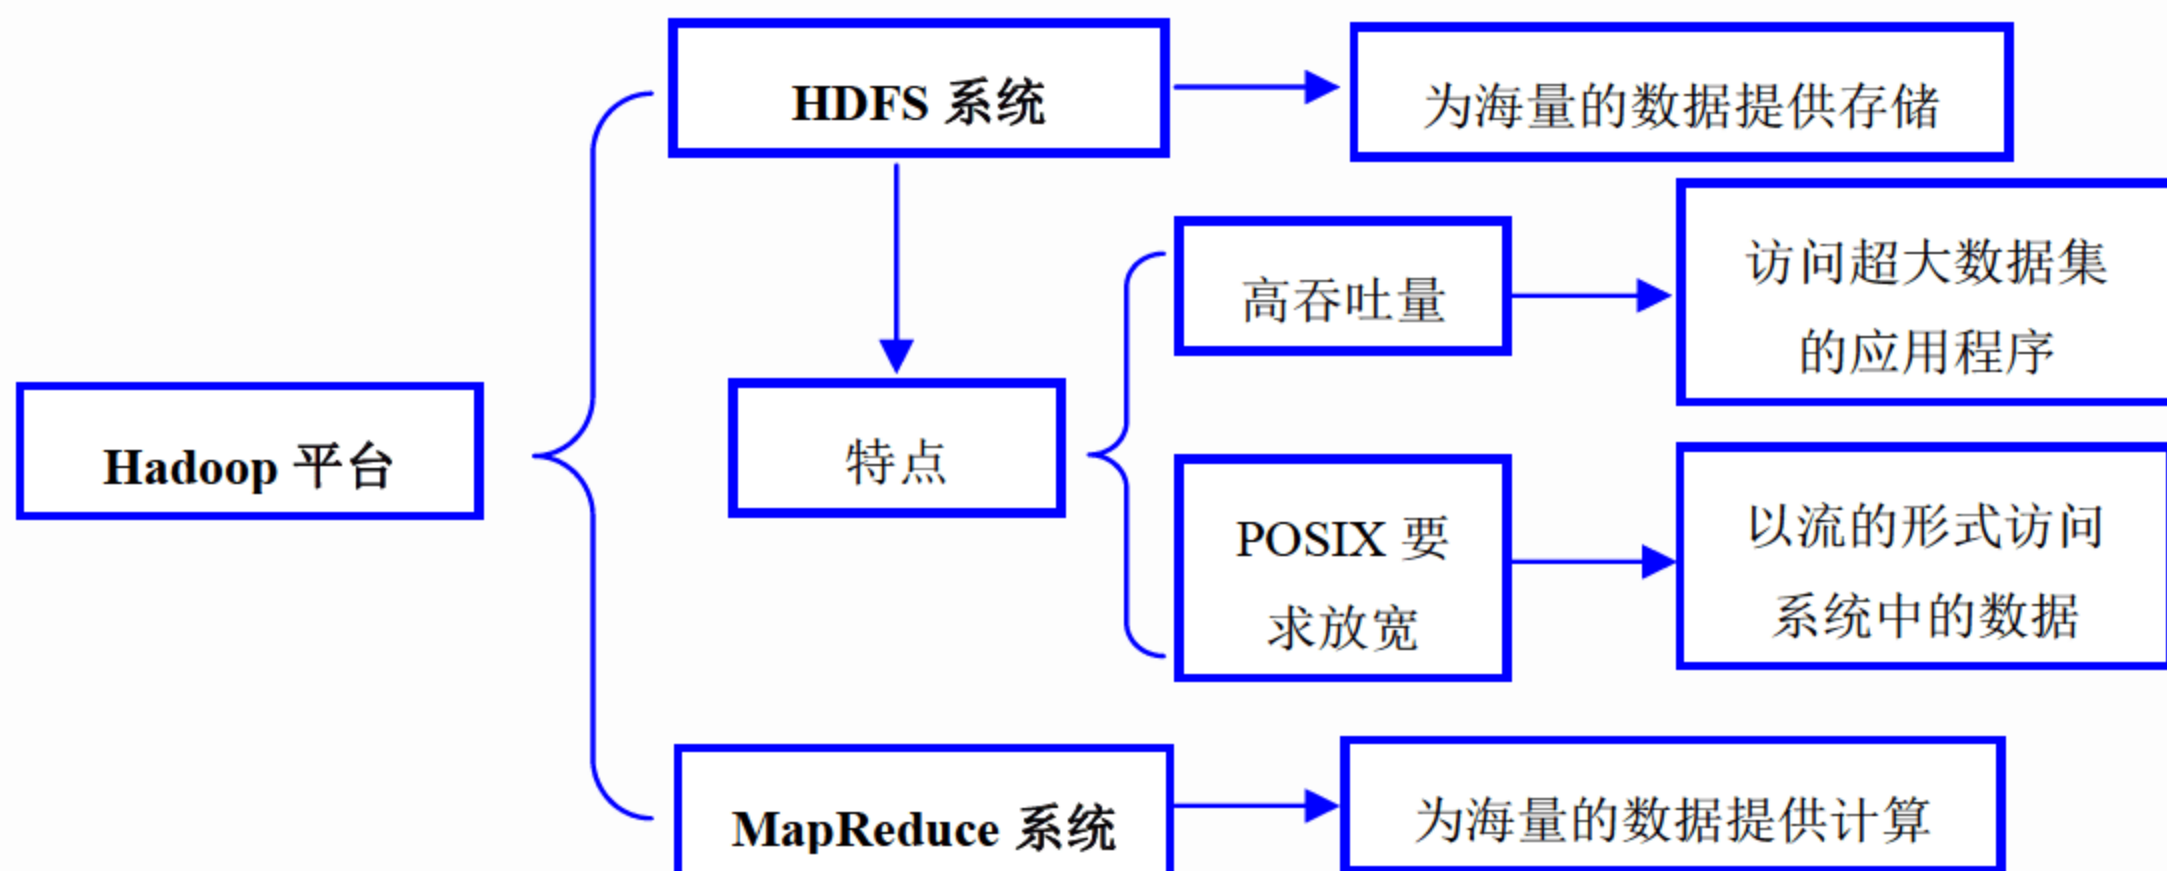 HDFS 系统
为海量的数据提供存储
高吞吐量
访问超大数据集
的应用程序
Hadoop 平台
特点
POSIX 要
求放宽
以流的形式访问
系统中的数据
MapReduce 系统
为海量的数据提供计算